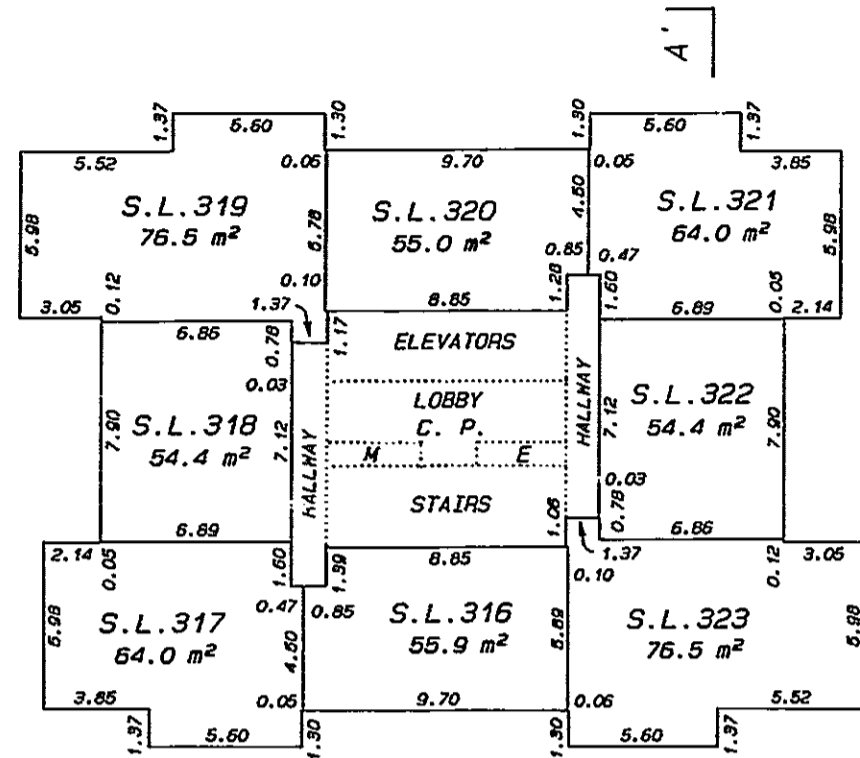 A'
1.37
5.60
1.30
1.30
5.60
1.37
5.52
0.06
9.70
0.05
3.85
S.L.319
76.5 m²
5.98
5.78
S.L.320
55.0 m²
4.50
S.L.321
64.0 m²
5.98
0.85
0.47
0.10
1.28
1.60
0.05
3.05
0.12
1.37
8.85
6.89
2.14
6.86
0.78
1.17
ELEVATORS
0.03
LOBBY
C. P.
HALLWAY
7.12
S.L.322
54.4 m²
7.90
7.90
S.L.318
54.4 m²
7.12
HALLWAY
M
E
0.03
STAIRS
1.06
0.78
6.89
8.85
1.37
6.86
2.14
0.05
1.60
1.39
0.10
0.12
3.05
0.47
0.85
5.98
S.L.317
64.0 m²
4.50
S.L.316
55.9 m²
5.89
S.L.323
76.5 m²
5.98
3.85
0.05
9.70
0.06
5.52
1.37
5.60
1.30
1.30
5.60
1.37